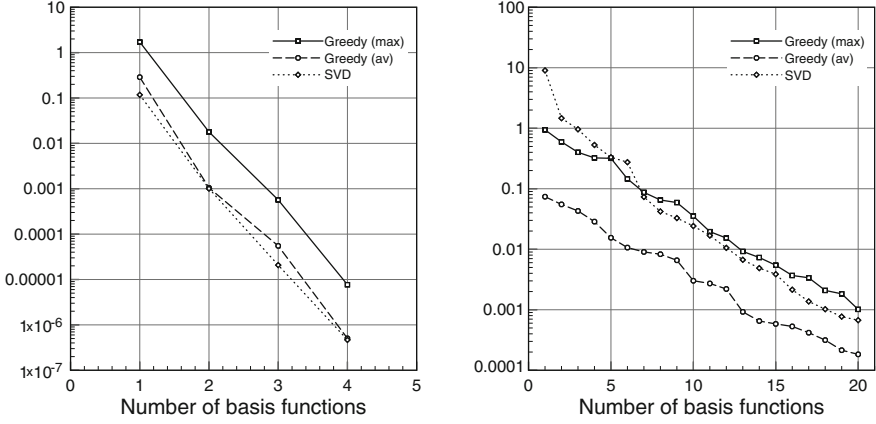 10
1
0.1
0.01
0.001
0.0001
0.00001
1x10-6
1x10-7
0 1 2 3 4 5
Number of basis functions
Greedy (max)
Greedy (av)
SVD
100
10
1
0.1
0.01
0.001
0.0001
0 5 10 15 20
Number of basis functions
Greedy (max)
Greedy (av)
SVD